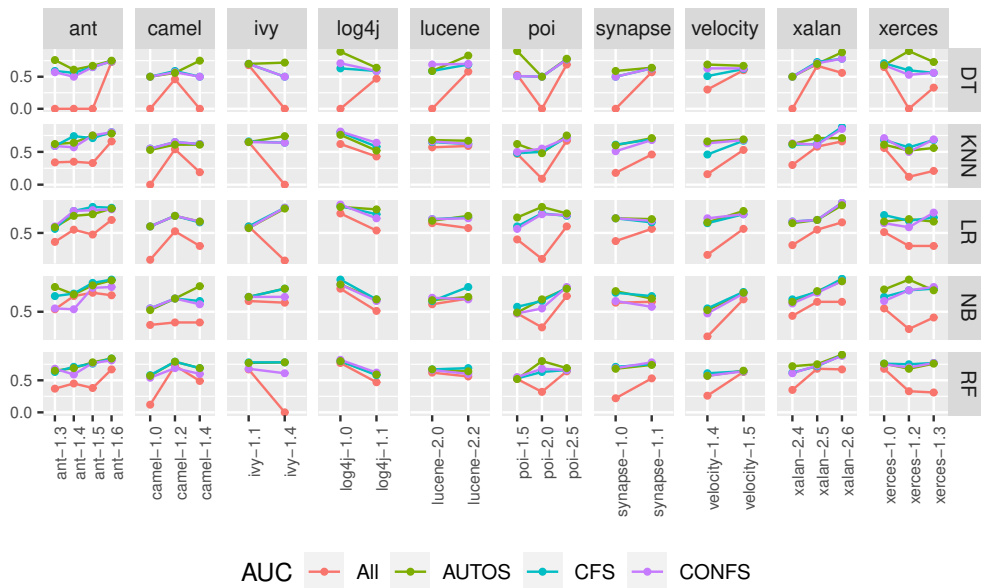 ant camel ivy log4j lucene poi synapse velocity xalan xerces
0.5
0.0
DT
0.5
0.0
KNN
0.5
LR
0.5
NB
0.5
0.0
RF
ant−1.3
ant−1.4
ant−1.5
ant−1.6
camel−1.0
camel−1.2
camel−1.4
ivy−1.1
ivy−1.4
log4j−1.0
log4j−1.1
lucene−2.0
lucene−2.2
poi−1.5
poi−2.0
poi−2.5
synapse−1.0
synapse−1.1
velocity−1.4
velocity−1.5
xalan−2.4
xalan−2.5
xalan−2.6
xerces−1.0
xerces−1.2
xerces−1.3
AUC All AUTOS CFS CONFS